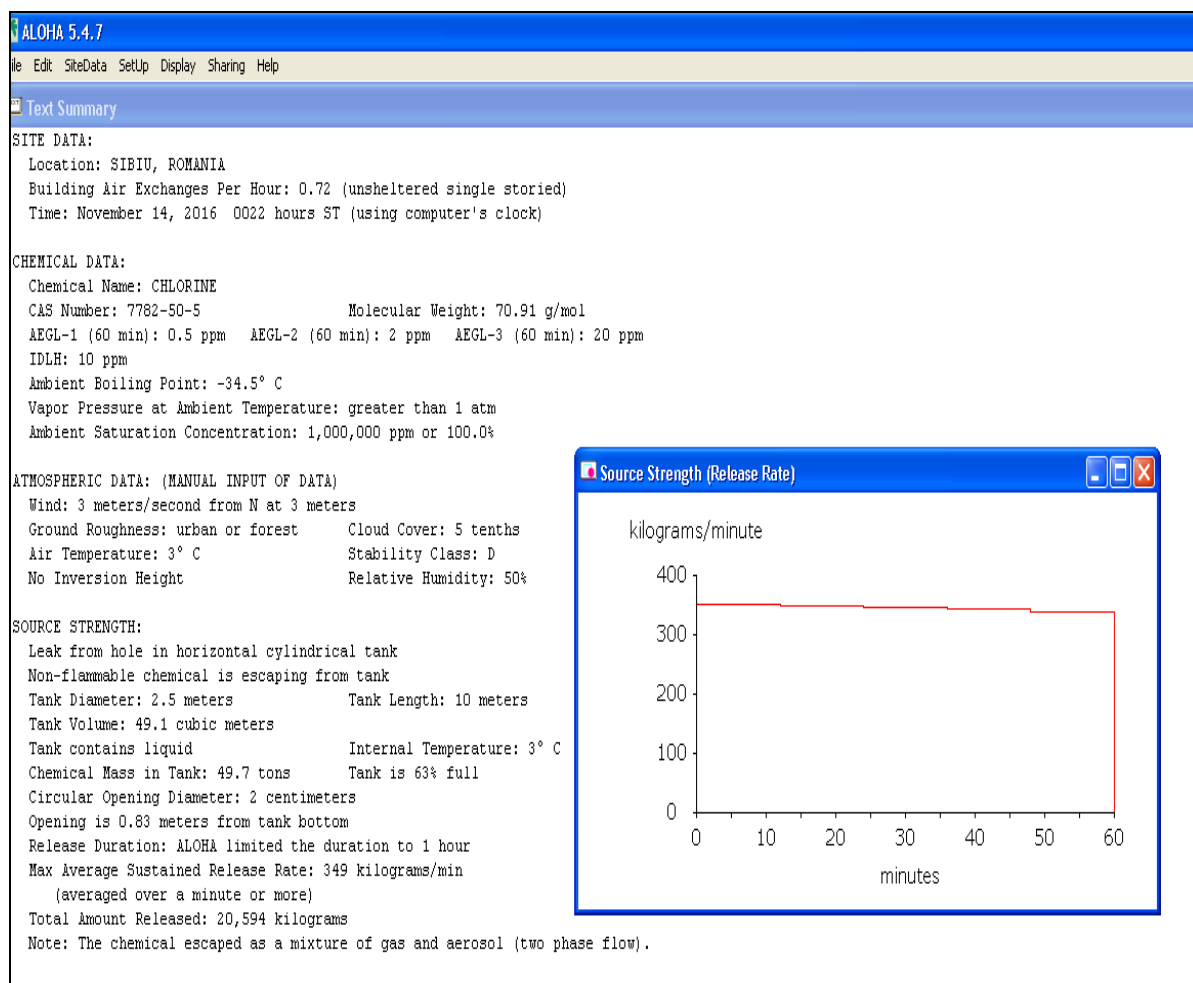 ALOHA 5.4.7
ile Edit SiteData SetUp Display Sharing Help
Text Summary
SITE DATA:
Location: SIBIU, ROMANIA
Building Air Exchanges Per Hour: 0.72 (unsheltered single storied)
Time: November 14, 2016 0022 hours ST (using computer's clock)
CHEMICAL DATA:
Chemical Name: CHLORINE
CAS Number: 7782-50-5 Molecular Weight: 70.91 g/mol
AEGL-1 (60 min): 0.5 ppm AEGL-2 (60 min): 2 ppm AEGL-3 (60 min): 20 ppm
IDLH: 10 ppm
Ambient Boiling Point: -34.5° C
Vapor Pressure at Ambient Temperature: greater than 1 atm
Ambient Saturation Concentration: 1,000,000 ppm or 100.0%
ATMOSPHERIC DATA: (MANUAL INPUT OF DATA)
Wind: 3 meters/second from N at 3 meters
Ground Roughness: urban or forest Cloud Cover: 5 tenths
Air Temperature: 3° C Stability Class: D
No Inversion Height Relative Humidity: 50%
SOURCE STRENGTH:
Leak from hole in horizontal cylindrical tank
Non-flammable chemical is escaping from tank
Tank Diameter: 2.5 meters Tank Length: 10 meters
Tank Volume: 49.1 cubic meters
Tank contains liquid Internal Temperature: 3° C
Chemical Mass in Tank: 49.7 tons Tank is 63% full
Circular Opening Diameter: 2 centimeters
Opening is 0.83 meters from tank bottom
Release Duration: ALOHA limited the duration to 1 hour
Max Average Sustained Release Rate: 349 kilograms/min
(averaged over a minute or more)
Total Amount Released: 20,594 kilograms
Note: The chemical escaped as a mixture of gas and aerosol (two phase flow).
Source Strength (Release Rate)
kilograms/minute
400
300
200
100
0
0 10 20 30 40 50 60
minutes